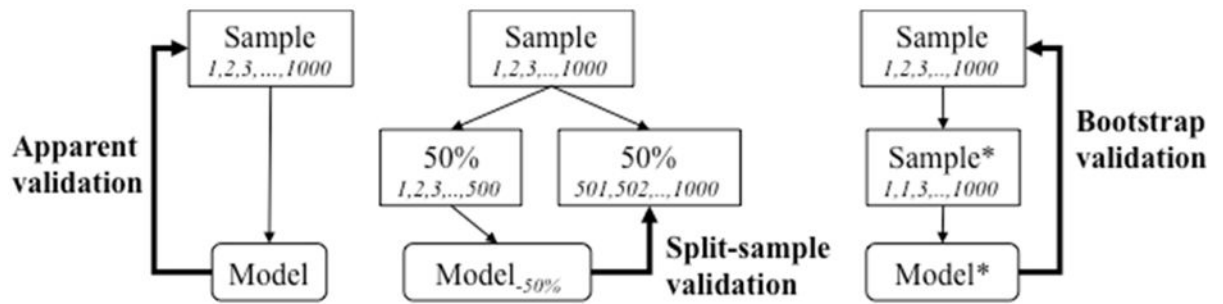 Sample
1,2,3,...,1000
Apparent
validation
Model
Sample
1,2,3,..,1000
50%
1,2,3,..,500
50%
501,502,..,1000
Model-50%
Split-sample
validation
Sample
1,2,3,..,1000
Sample*
1,1,3,..,1000
Model*
Bootstrap
validation